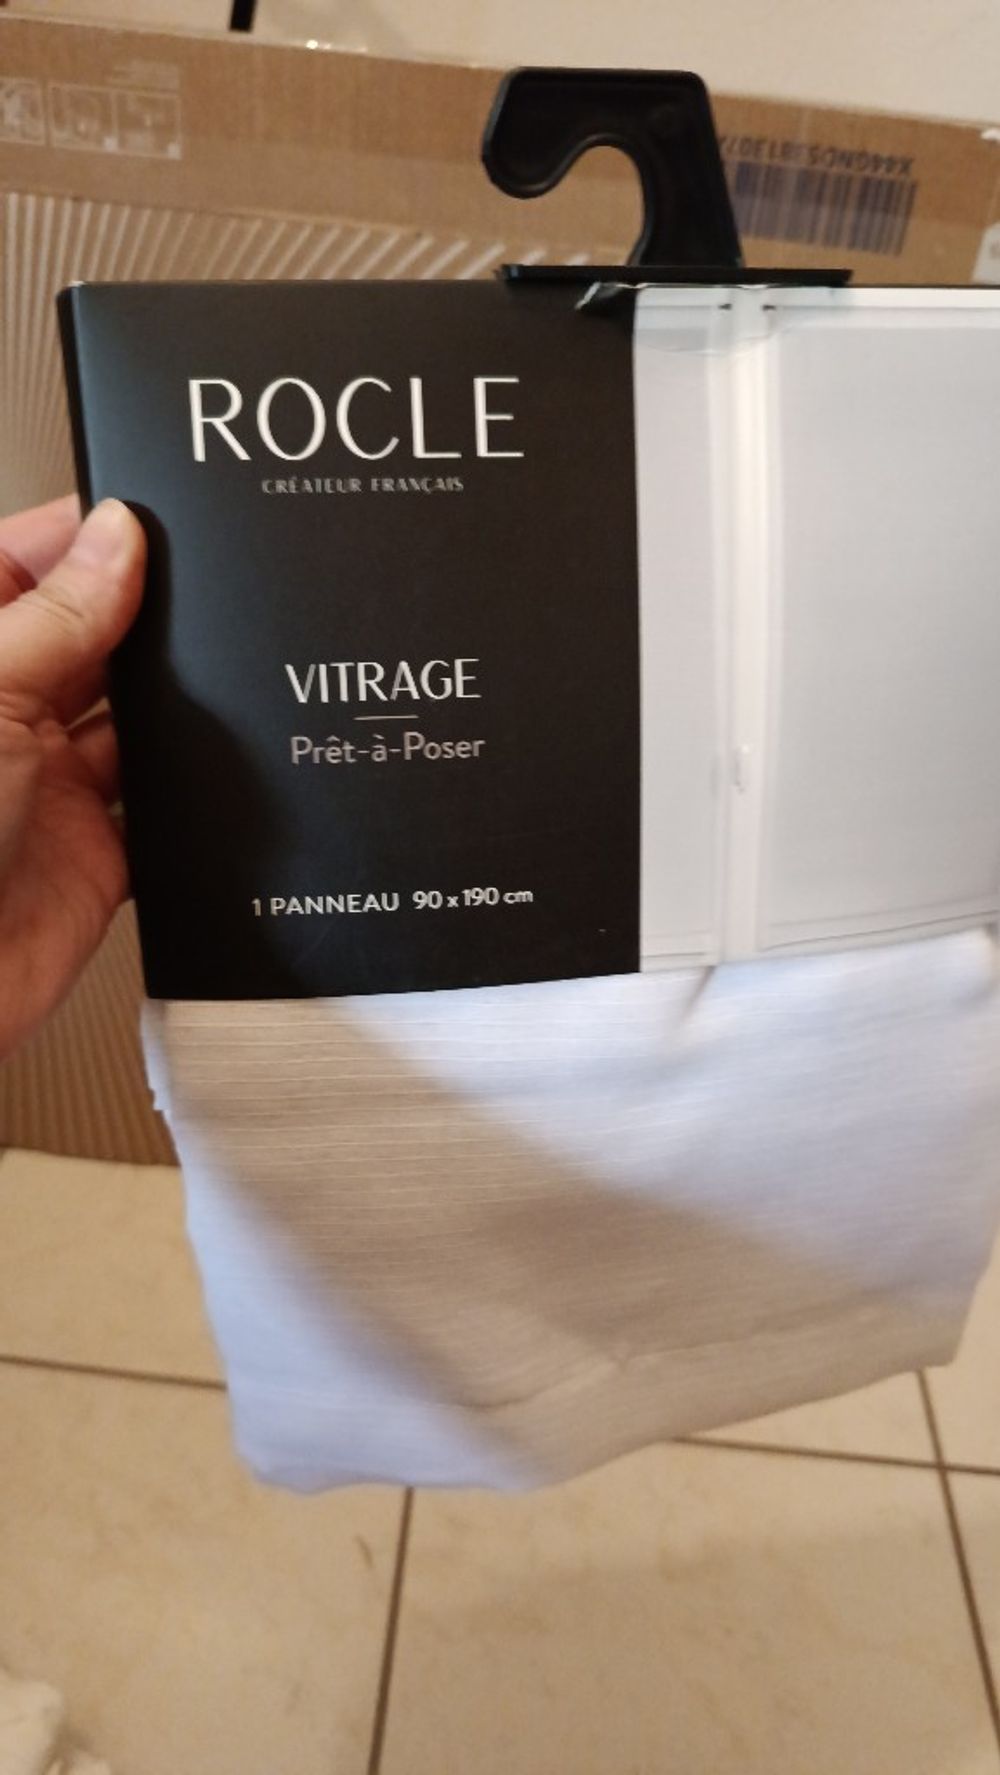 ROCLE
CRÉATEUR FRANÇAIS
VITRAGE
Prêt-à-Poser
1 PANNEAU 90 x 190 cm